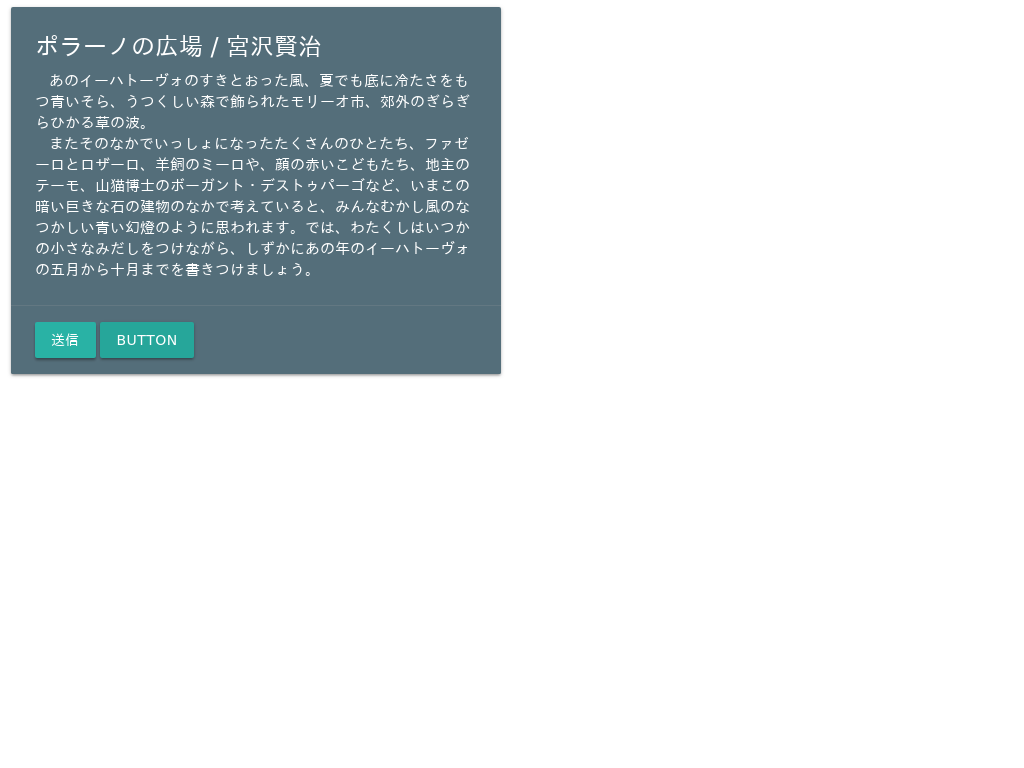 ポラーノの広場 / 宮沢賢治
　あのイーハトーヴォのすきとおった風、夏でも底に冷たさをも
つ青いそら、うつくしい森で飾られたモリーオ市、郊外のぎらぎ
らひかる草の波。
　またそのなかでいっしょになったたくさんのひとたち、ファゼ
ーロとロザーロ、羊飼のミーロや、顔の赤いこどもたち、地主の
テーモ、山猫博士のボーガント・デストゥパーゴなど、いまこの
暗い巨きな石の建物のなかで考えていると、みんなむかし風のな
つかしい青い幻燈のように思われます。では、わたくしはいつか
の小さなみだしをつけながら、しずかにあの年のイーハトーヴォ
の五月から十月までを書きつけましょう。
送信 BUTTON